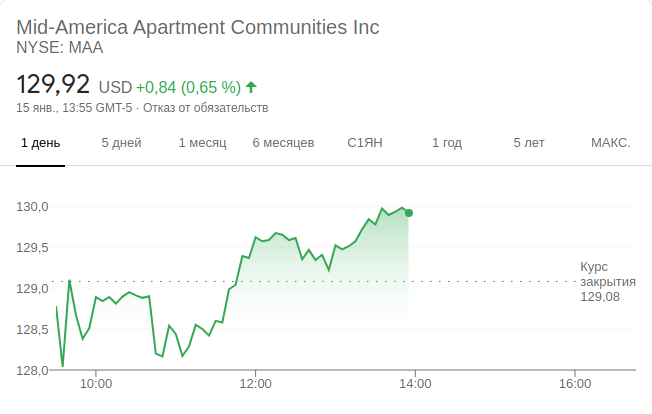 Mid-America Apartment Communities Inc
NYSE: MAA
129,92 USD +0,84 (0,65 %)
15 янв., 13:55 GMT-5 · Отказ от обязательств
1 день 5 дней 1 месяц 6 месяцев С1ЯН 1 год 5 лет МАКС.
130,0
129,5
129,0
128,5
128,0
Курс
закрытия
129,08
10:00 12:00 14:00 16:00